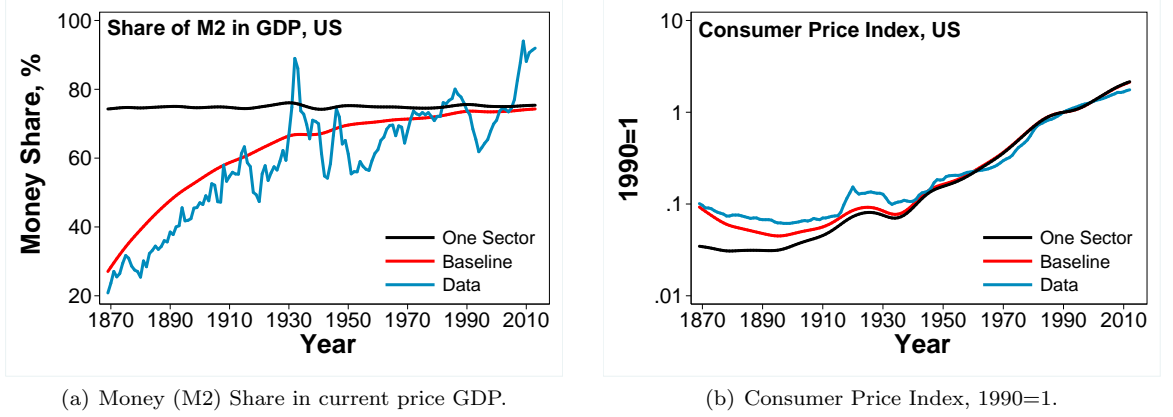 Share of M2 in GDP, US
Money Share, %
100
80
60
40
20
One Sector
Baseline
Data
1870 1890 1910 1930 1950 1970 1990 2010
Year
(a) Money (M2) Share in current price GDP.
Consumer Price Index, US
1990=1
10
1
.1
.01
One Sector
Baseline
Data
1870 1890 1910 1930 1950 1970 1990 2010
Year
(b) Consumer Price Index, 1990=1.